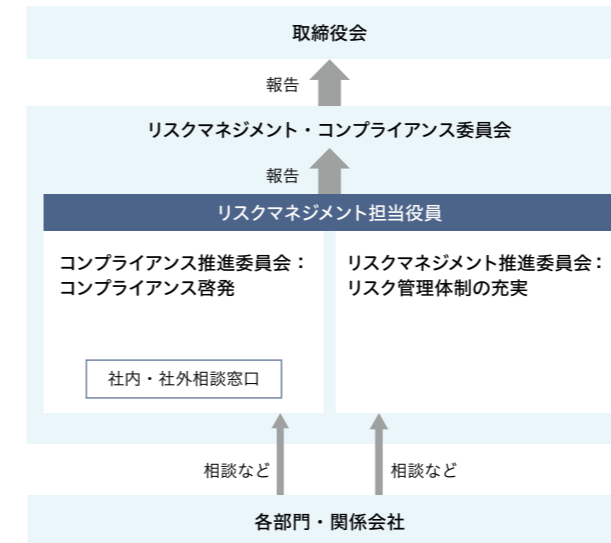 取締役会
報告
リスクマネジメント・コンプライアンス委員会
報告
リスクマネジメント担当役員
コンプライアンス推進委員会：
コンプライアンス啓発
リスクマネジメント推進委員会：
リスク管理体制の充実
社内・社外相談窓口
相談など
相談など
各部門・関係会社